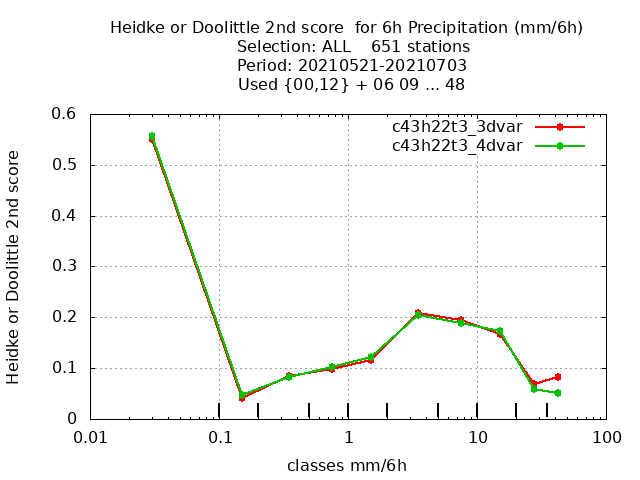 Heidke or Doolittle 2nd score  for 6h Precipitation (mm/6h)
Selection: ALL    651 stations
Period: 20210521-20210703
Used {00,12} + 06 09 ... 48
c43h22t3_3dvar
c43h22t3_4dvar
Heidke or Doolittle 2nd score
0.6
0.5
0.4
0.3
0.2
0.1
0
0.01 0.1 1 10 100
classes mm/6h